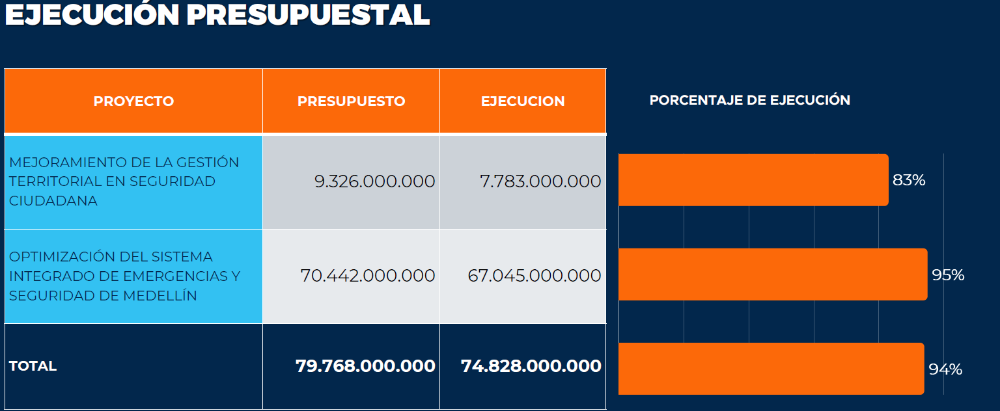 EJECUCIÓN PRESUPUESTAL
PROYECTO
PRESUPUESTO
EJECUCION
PORCENTAJE DE EJECUCIÓN
MEJORAMIENTO DE LA GESTIÓN
TERRITORIAL EN SEGURIDAD
CIUDADANA
9.326.000.000
7.783.000.000
83%
OPTIMIZACIÓN DEL SISTEMA
INTEGRADO DE EMERGENCIAS Y
SEGURIDAD DE MEDELLÍN
70.442.000.000
67.045.000.000
95%
TOTAL
79.768.000.000
74.828.000.000
94%